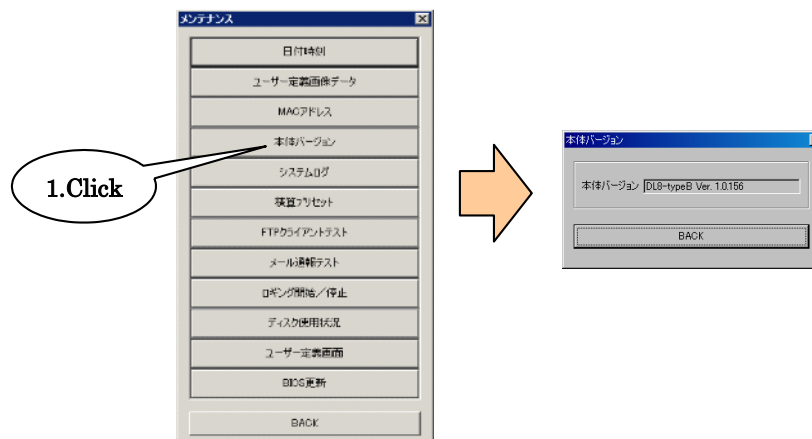 メンテナンス
日付時刻
ユーザー定義画像データ
MACアドレス
本体バージョン
システムログ
積算プリセット
FTPクライアントテスト
メール通報テスト
ロギング開始／停止
ディスク使用状況
ユーザー定義画面
BIOS更新
BACK
1.Click
本体バージョン
本体バージョン DL8-typeB Ver. 1.0.156
BACK